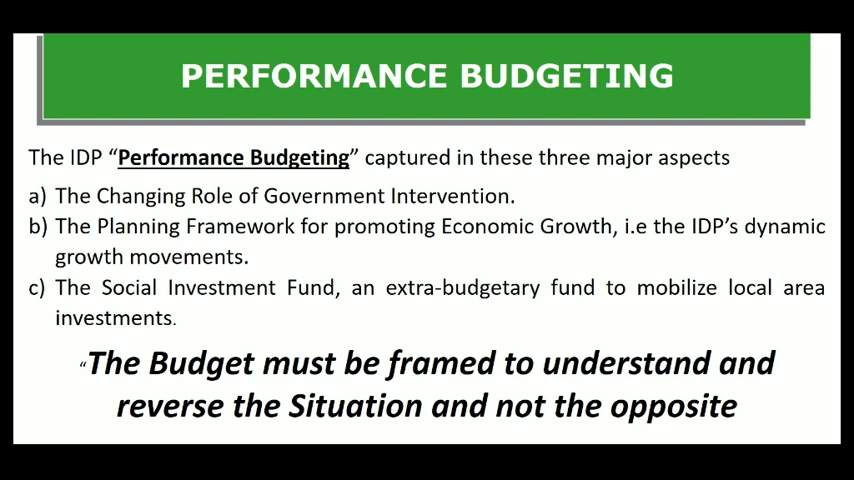 PERFORMANCE BUDGETING
The IDP “Performance Budgeting” captured in these three major aspects
a) The Changing Role of Government Intervention.
b) The Planning Framework for promoting Economic Growth, i.e the IDP’s dynamic
growth movements.
c) The Social Investment Fund, an extra-budgetary fund to mobilize local area
investments.
“The Budget must be framed to understand and
reverse the Situation and not the opposite